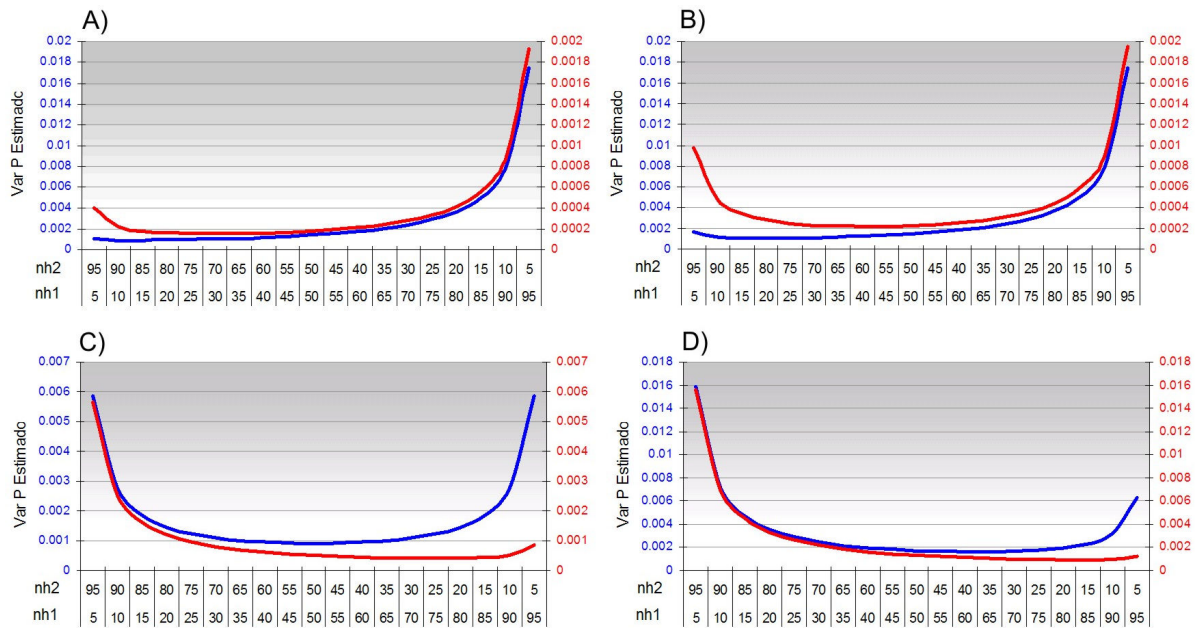 A)
B)
0.02 0.002 0.02 0.002
0.018 0.0018 0.018 0.0018
0.016 0.0016 0.016 0.0016
0.014 0.0014 0.014 0.0014
0.012 0.0012 0.012 0.0012
0.01 0.001 0.01 0.001
0.008 0.0008 0.008 0.0008
0.006 0.0006 0.006 0.0006
0.004 0.0004 0.004 0.0004
0.002 0.0002 0.002 0.0002
0 0 0 0
Var P Estimado
Var P Estimado
nh2 95 90 85 80 75 70 65 60 55 50 45 40 35 30 25 20 15 10 5
nh1 5 10 15 20 25 30 35 40 45 50 55 60 65 70 75 80 85 90 95
nh2 95 90 85 80 75 70 65 60 55 50 45 40 35 30 25 20 15 10 5
nh1 5 10 15 20 25 30 35 40 45 50 55 60 65 70 75 80 85 90 95
C)
D)
0.007 0.007
0.006 0.006
0.005 0.005
0.004 0.004
0.003 0.003
0.002 0.002
0.001 0.001
0 0
Var P Estimado
0.018 0.018
0.016 0.016
0.014 0.014
0.012 0.012
0.01 0.01
0.008 0.008
0.006 0.006
0.004 0.004
0.002 0.002
0 0
Var P Estimado
nh2 95 90 85 80 75 70 65 60 55 50 45 40 35 30 25 20 15 10 5
nh1 5 10 15 20 25 30 35 40 45 50 55 60 65 70 75 80 85 90 95
nh2 95 90 85 80 75 70 65 60 55 50 45 40 35 30 25 20 15 10 5
nh1 5 10 15 20 25 30 35 40 45 50 55 60 65 70 75 80 85 90 95